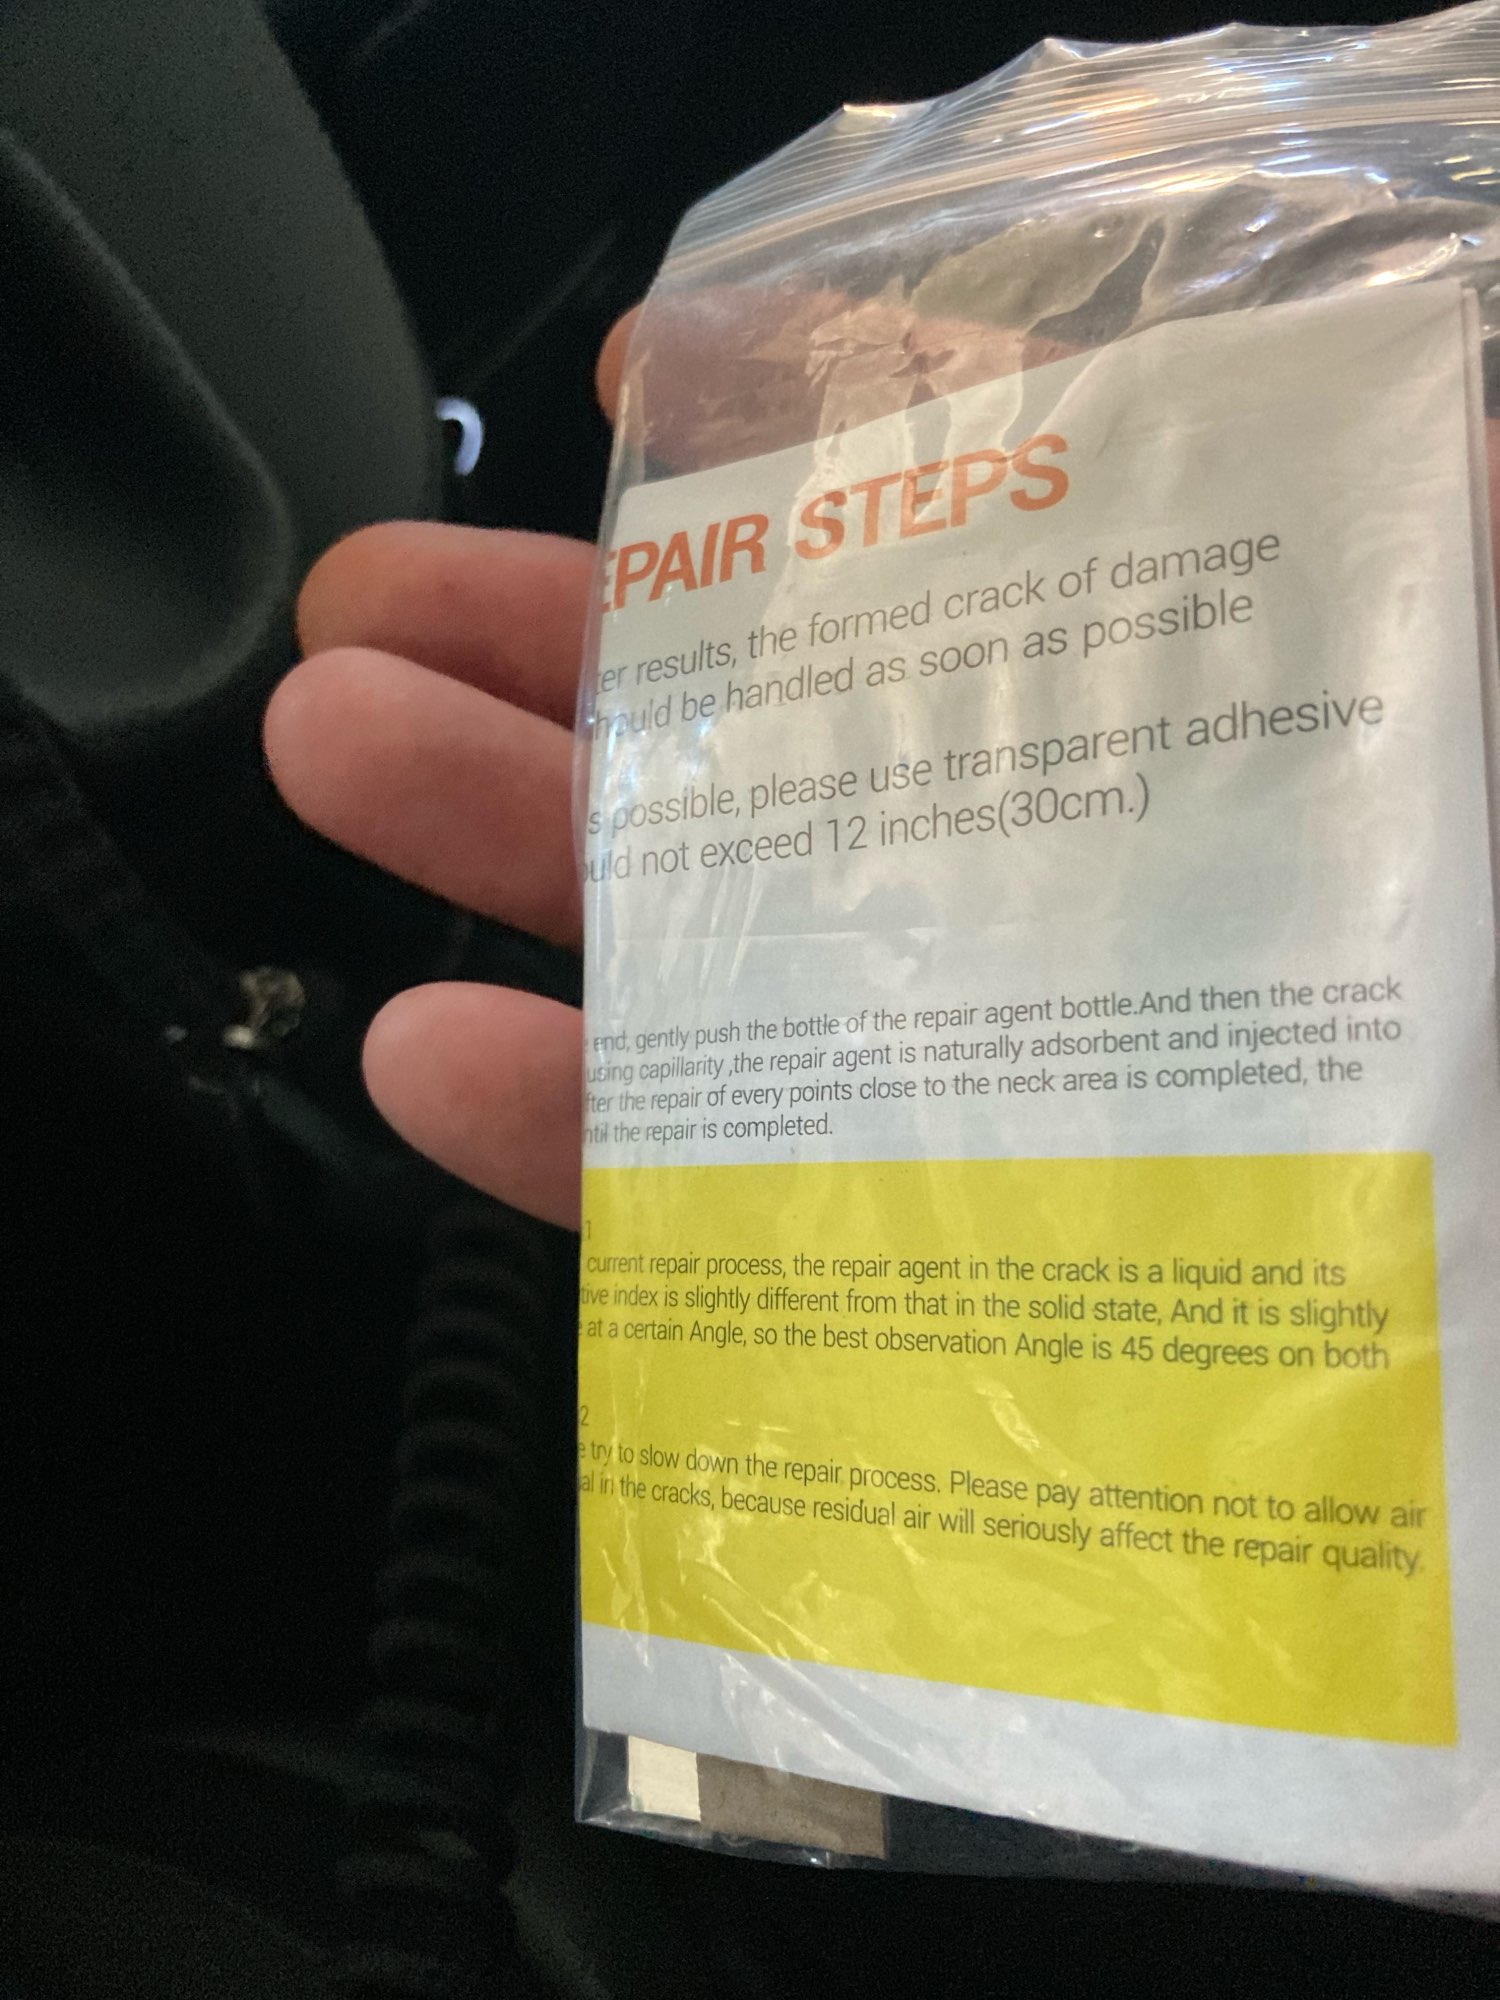 EPAIR STEPS
ter results, the formed crack of damage
hould be handled as soon as possible
s possible, please use transparent adhesive
uld not exceed 12 inches(30cm.)
end, gently push the bottle of the repair agent bottle.And then the crack
using capillarity ,the repair agent is naturally adsorbent and injected into
fter the repair of every points close to the neck area is completed, the
ntil the repair is completed.
1
current repair process, the repair agent in the crack is a liquid and its
tive index is slightly different from that in the solid state, And it is slightly
e at a certain Angle, so the best observation Angle is 45 degrees on both
2
e try to slow down the repair process. Please pay attention not to allow air
al in the cracks, because residual air will seriously affect the repair quality.